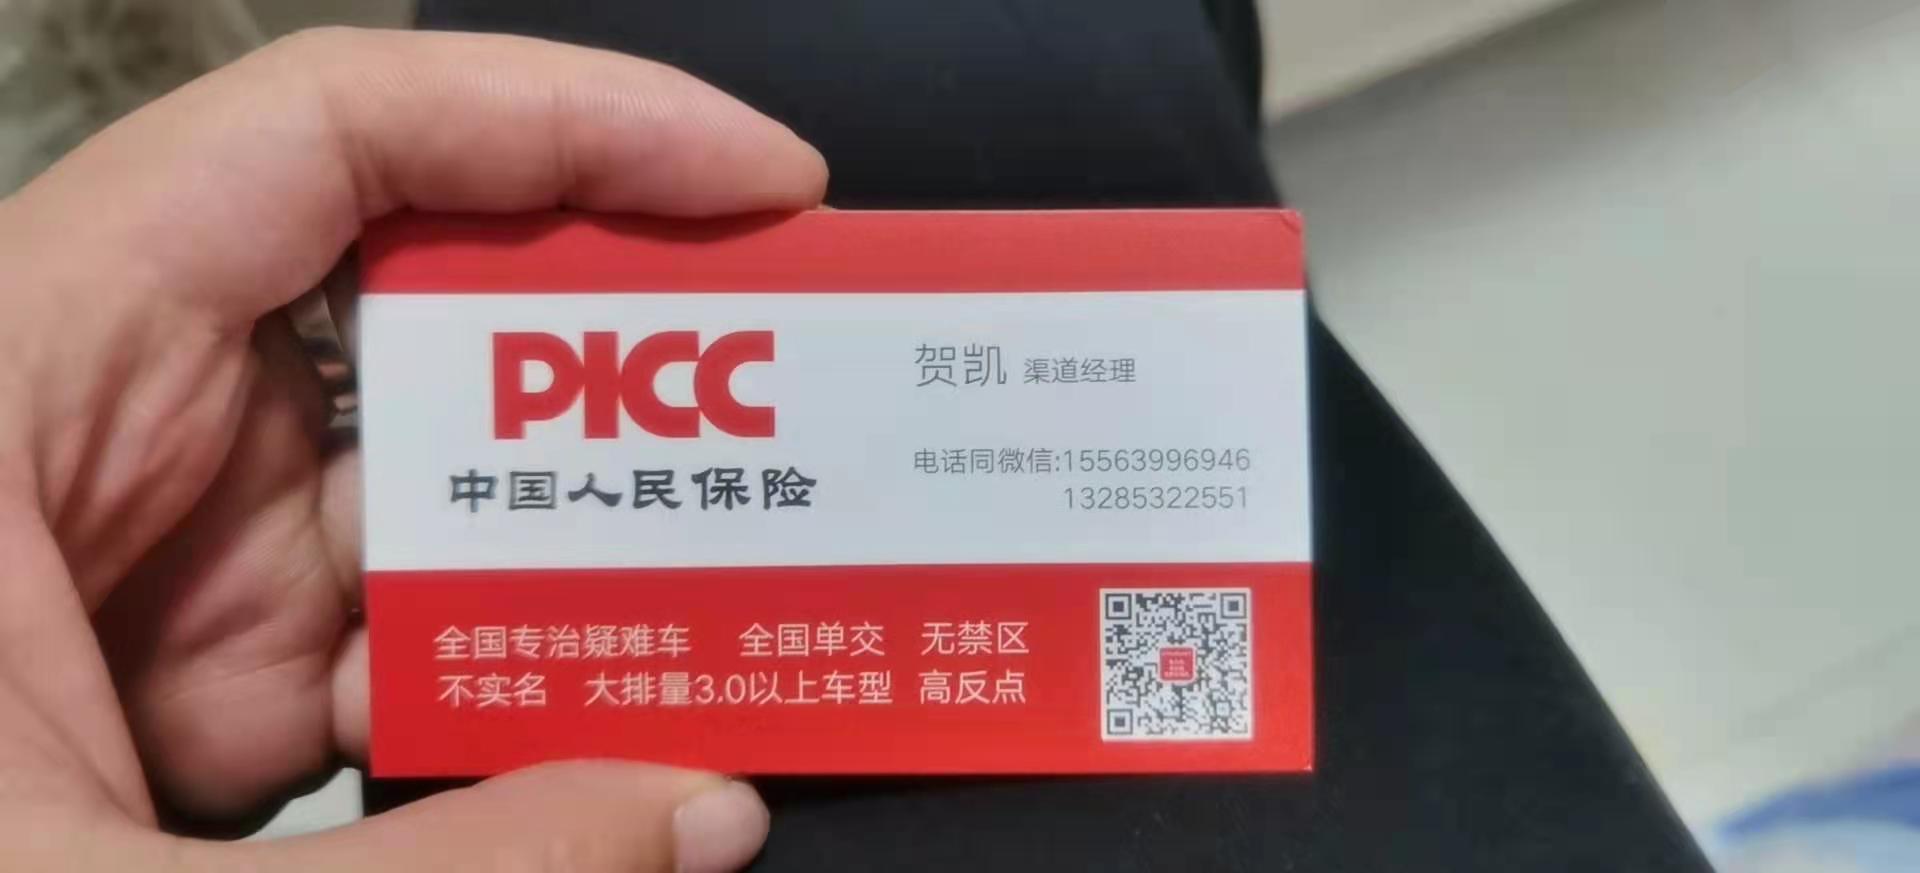 PICC
中国人民保险
贺凯 渠道经理
电话同微信:15563996946
13285322551
全国专治疑难车 全国单交 无禁区
不实名 大排量3.0以上车型 高反点